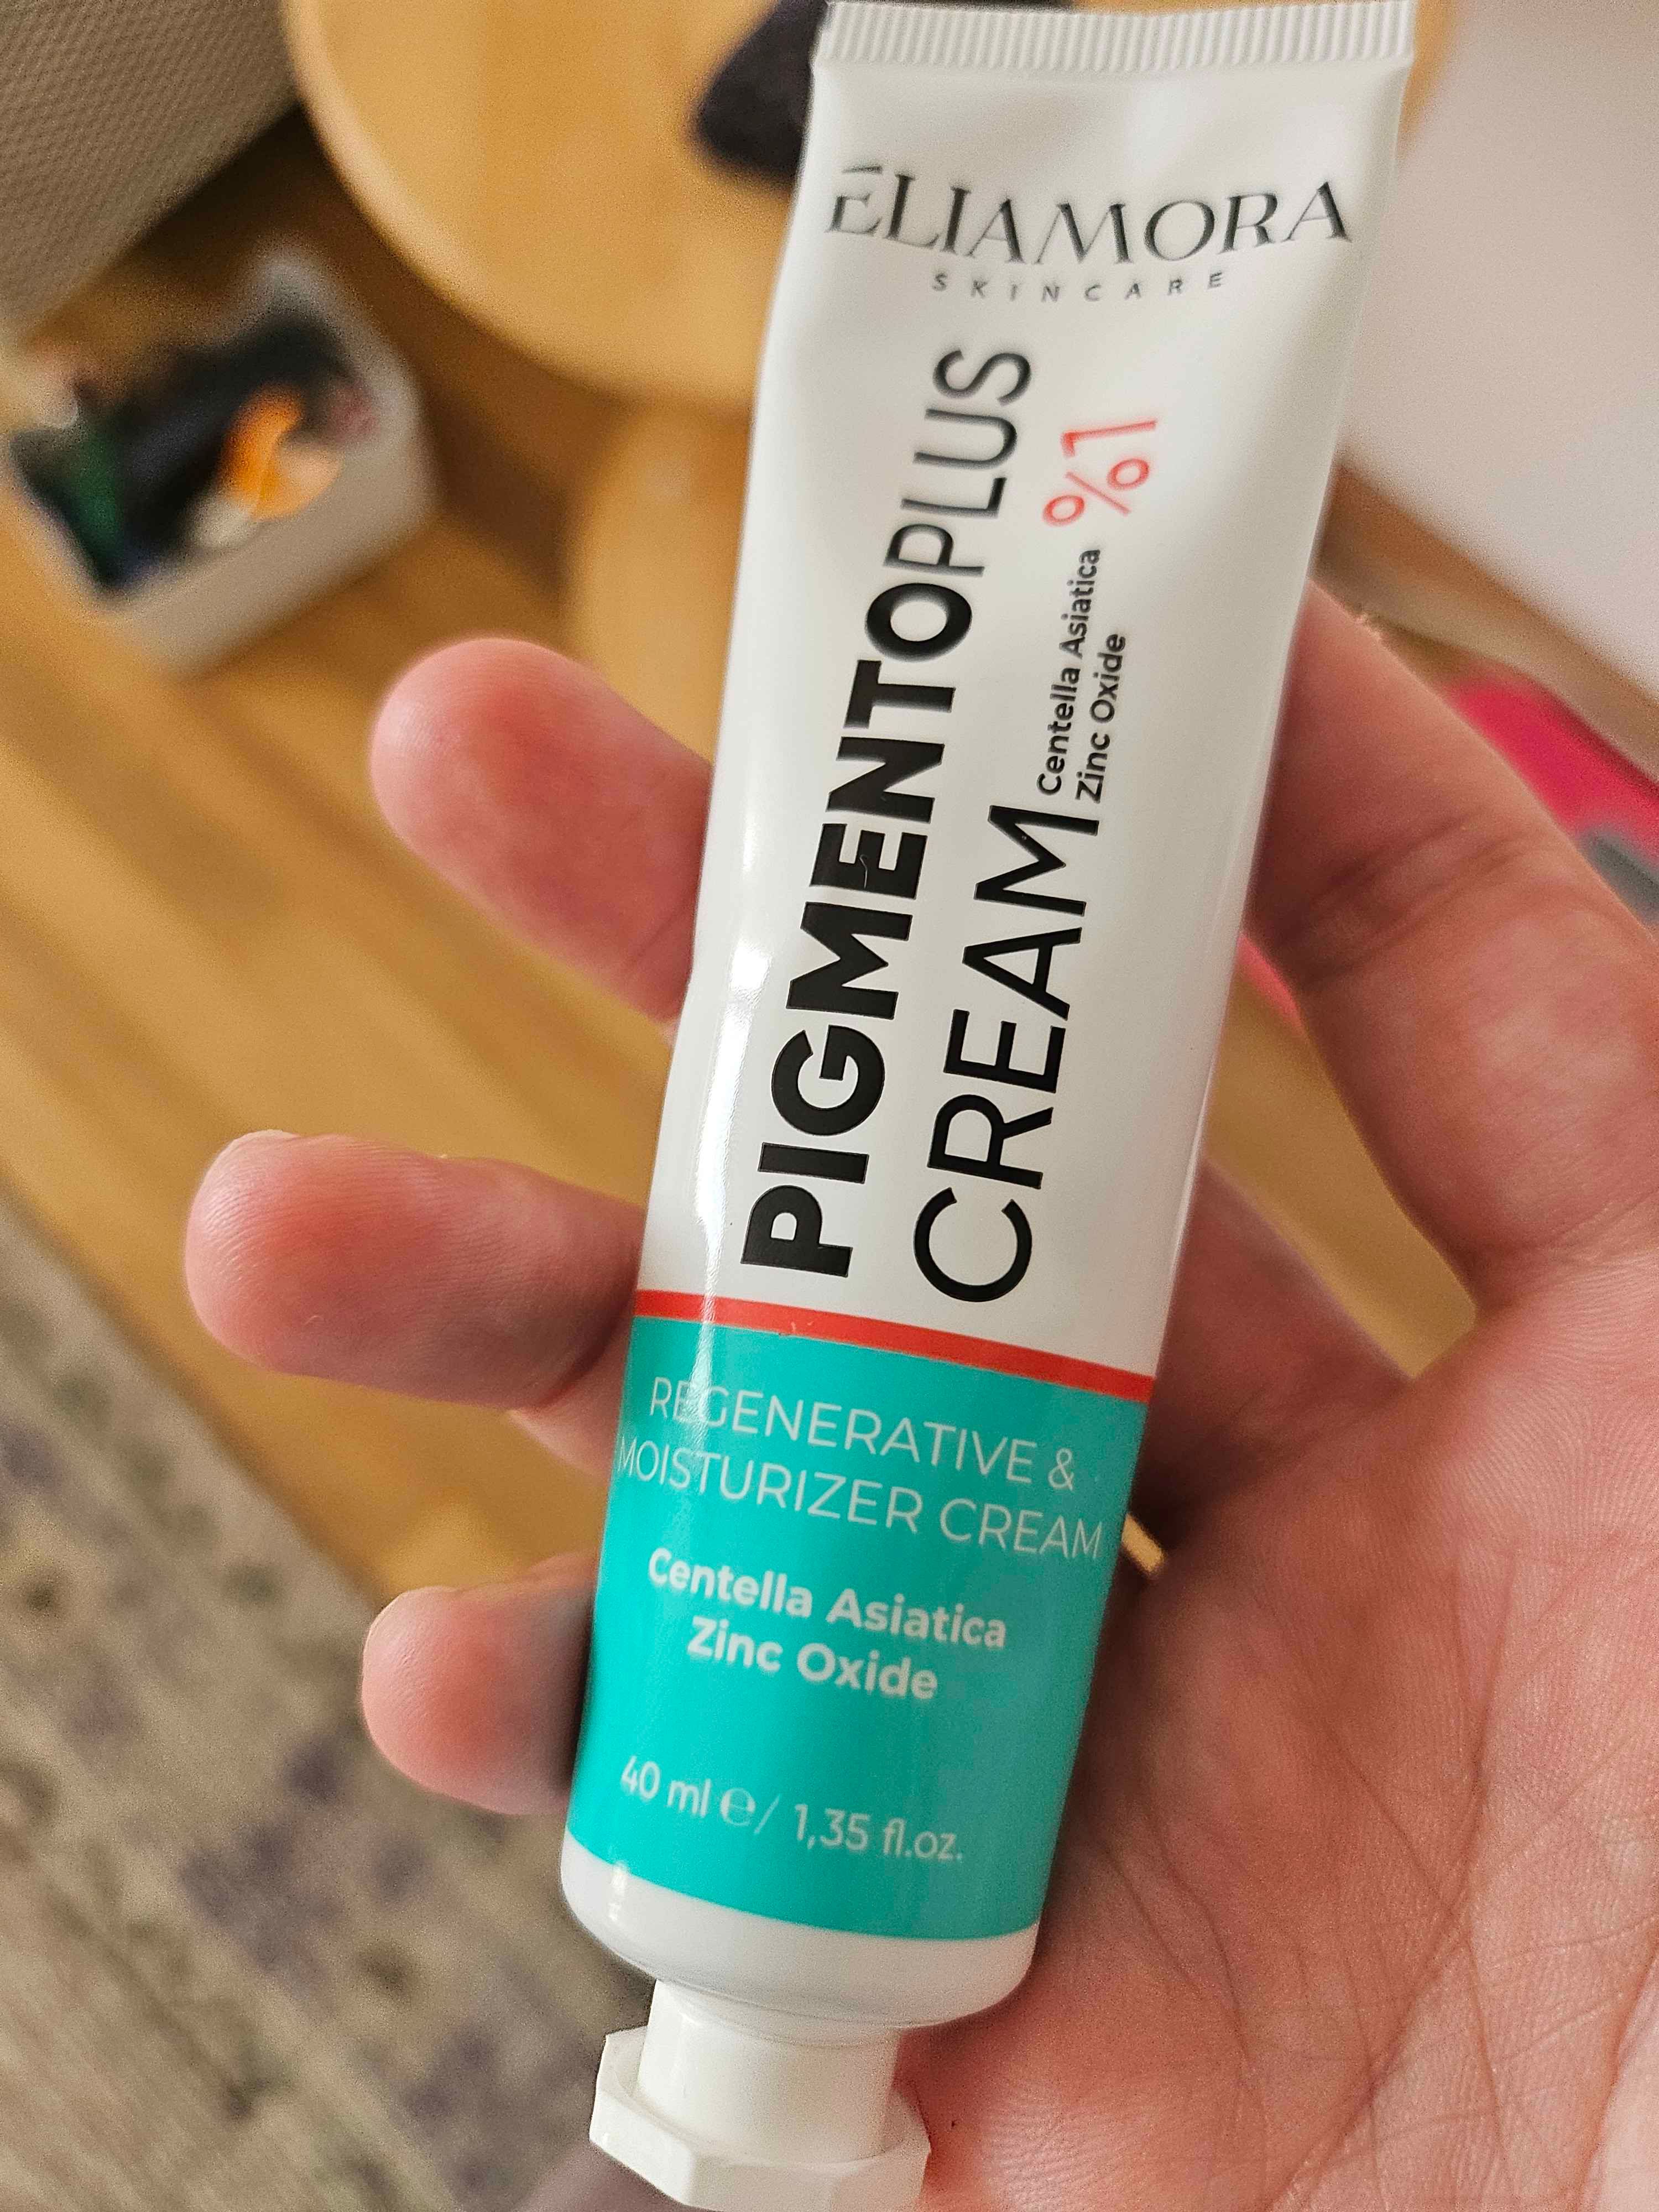 ÉLIAMORA
SKINCARE
PIGMENTOPLUS
CREAM
Centella Asiatica
Zinc Oxide
%1
REGENERATIVE &
MOISTURIZER CREAM
Centella Asiatica
Zinc Oxide
40 ml ℮/ 1,35 fl.oz.